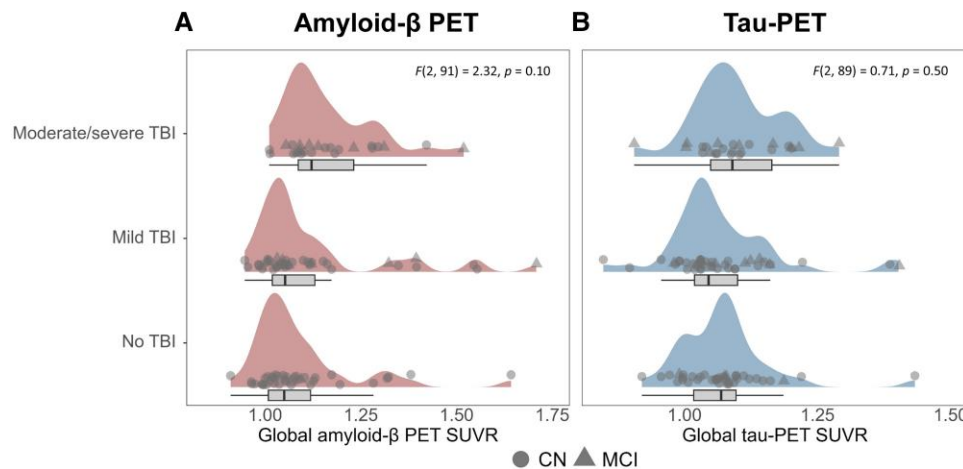 A Amyloid-β PET
B Tau-PET
F(2, 91) = 2.32, p = 0.10
F(2, 89) = 0.71, p = 0.50
Moderate/severe TBI
Mild TBI
No TBI
1.00 1.25 1.50 1.75
1.00 1.25 1.50
Global amyloid-β PET SUVR
Global tau-PET SUVR
CN MCI